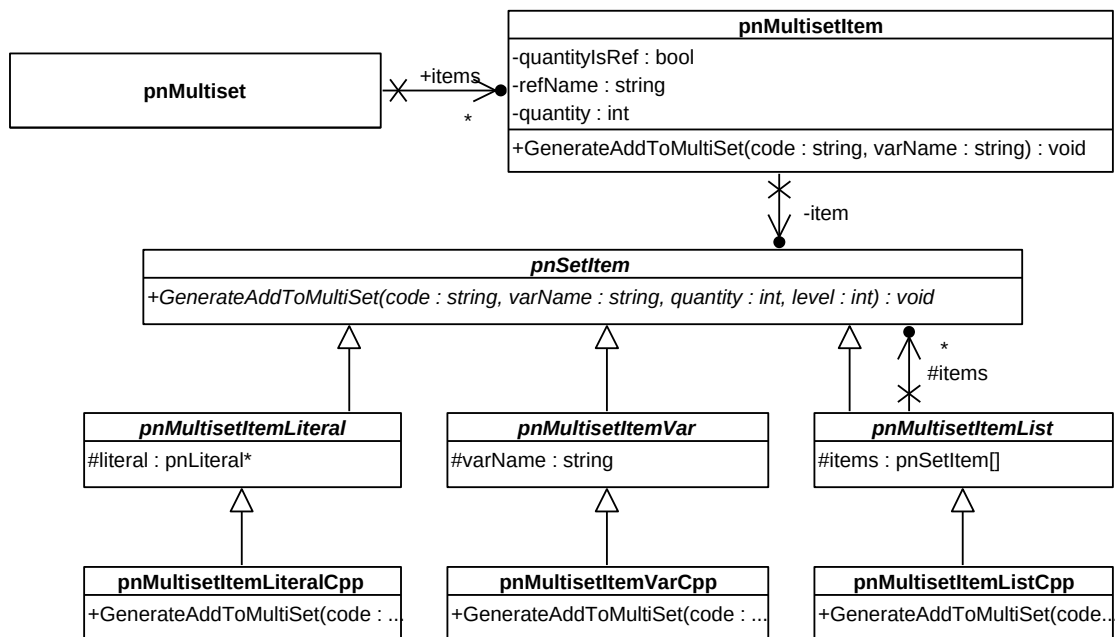 pnMultisetItem
-quantityIsRef : bool
-refName : string
-quantity : int
+GenerateAddToMultiSet(code : string, varName : string) : void
pnMultiset
+items
*
-item
pnSetItem
+GenerateAddToMultiSet(code : string, varName : string, quantity : int, level : int) : void
*
#items
pnMultisetItemLiteral
#literal : pnLiteral*
pnMultisetItemVar
#varName : string
pnMultisetItemList
#items : pnSetItem[]
pnMultisetItemLiteralCpp
+GenerateAddToMultiSet(code : ...
pnMultisetItemVarCpp
+GenerateAddToMultiSet(code : ...
pnMultisetItemListCpp
+GenerateAddToMultiSet(code...